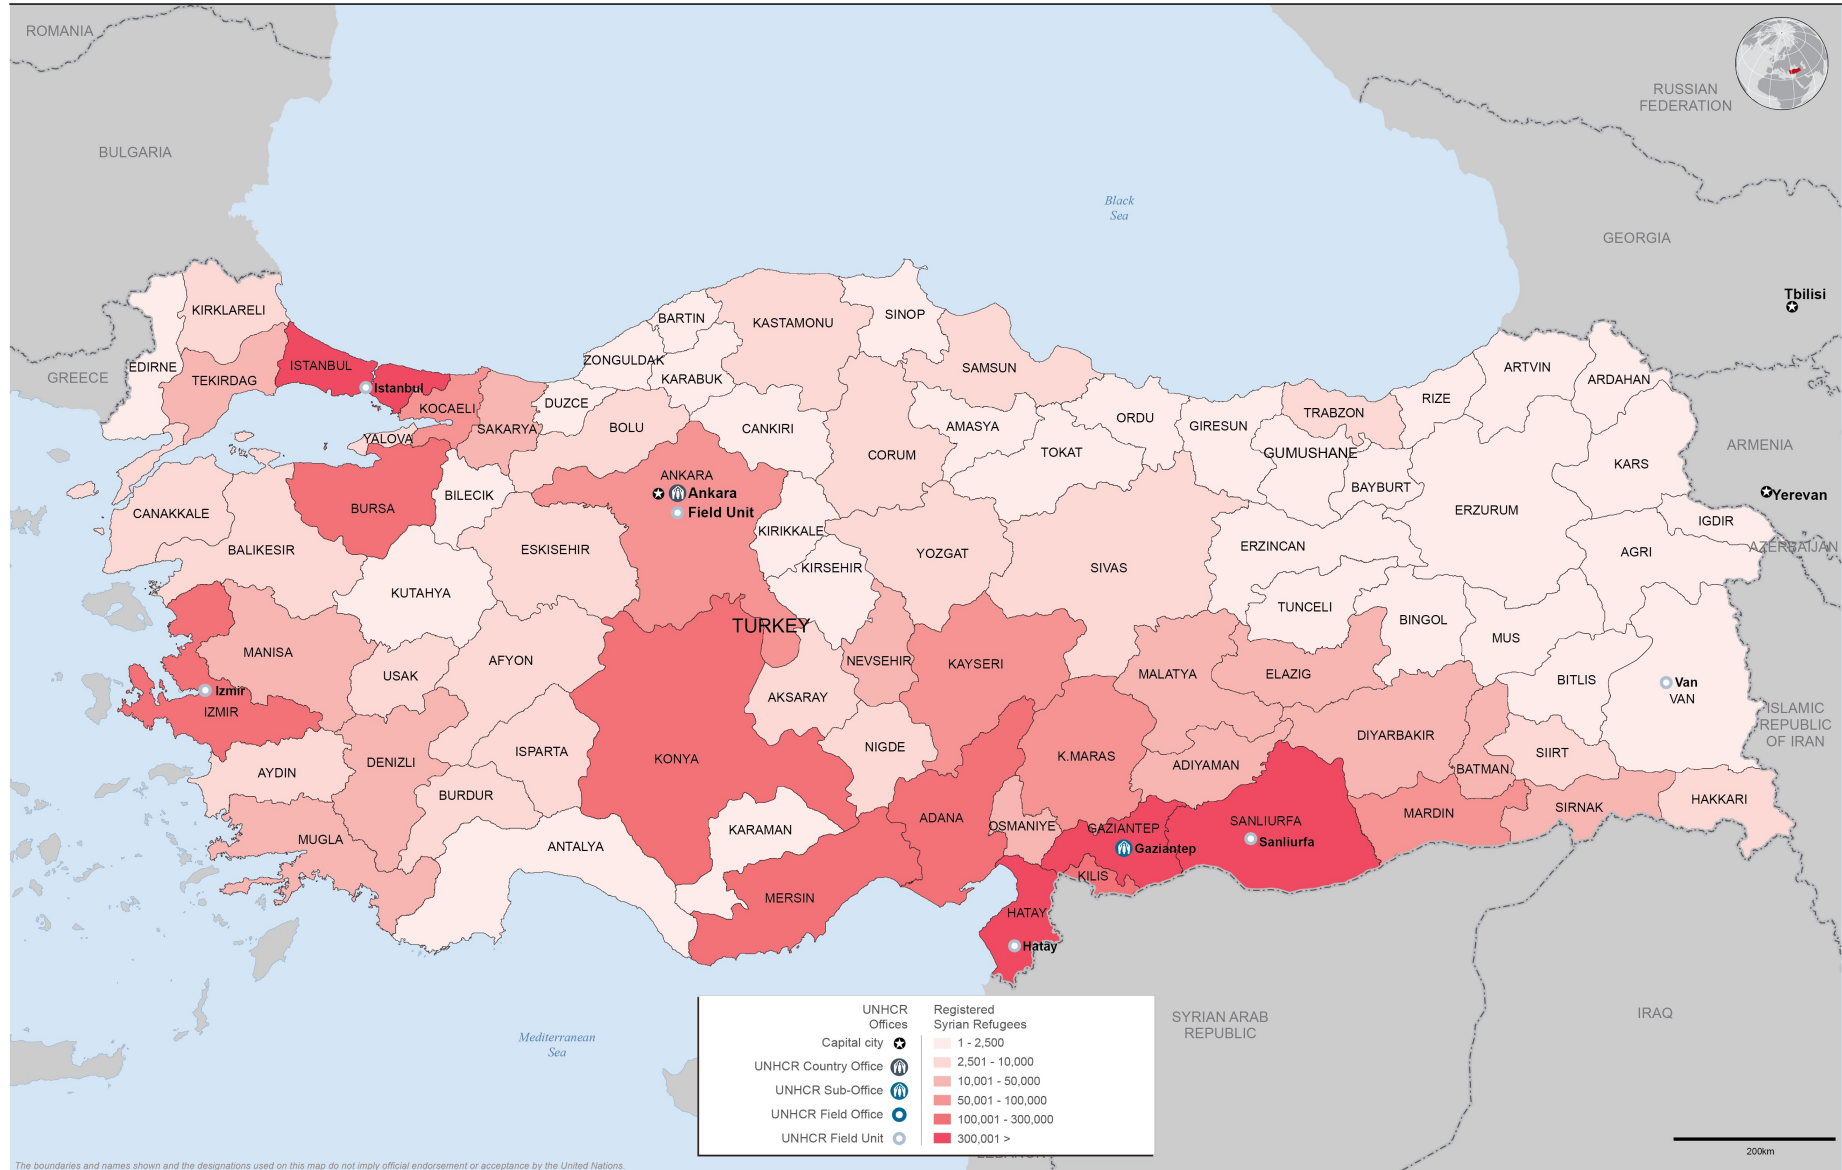 ROMANIA
RUSSIAN
FEDERATION
BULGARIA
Black
Sea
GEORGIA
Tbilisi
KIRKLARELI
BARTIN
KASTAMONU
SINOP
EDIRNE
ISTANBUL
ZONGULDAK
SAMSUN
ARTVIN
GREECE
TEKIRDAG
Istanbul
KARABUK
ARDAHAN
KOCAELI
DUZCE
RIZE
YALOVA
SAKARYA
BOLU
CANKIRI
AMASYA
ORDU
GIRESUN
TRABZON
ARMENIA
CORUM
TOKAT
GUMUSHANE
KARS
ANKARA
Ankara
Field Unit
BILECIK
BAYBURT
Yerevan
CANAKKALE
BURSA
ERZURUM
IGDIR
KIRIKKALE
BALIKESIR
ESKISEHIR
YOZGAT
ERZINCAN
AGRI
AZERBAIJAN
KIRSEHIR
SIVAS
KUTAHYA
TUNCELI
BINGOL
TURKEY
MUS
MANISA
AFYON
NEVSEHIR
KAYSERI
USAK
MALATYA
ELAZIG
BITLIS
Van
VAN
Izmir
IZMIR
AKSARAY
ISLAMIC
REPUBLIC
OF IRAN
ISPARTA
KONYA
NIGDE
K.MARAS
DIYARBAKIR
SIIRT
AYDIN
DENIZLI
ADIYAMAN
BATMAN
BURDUR
HAKKARI
MUGLA
KARAMAN
ADANA
OSMANIYE
GAZIANTEP
SANLIURFA
MARDIN
SIRNAK
ANTALYA
Gaziantep
Sanliurfa
KILIS
MERSIN
HATAY
Hatay
SYRIAN ARAB
REPUBLIC
IRAQ
Mediterranean
Sea
UNHCR
Offices
Capital city
UNHCR Country Office
UNHCR Sub-Office
UNHCR Field Office
UNHCR Field Unit
Registered
Syrian Refugees
1 - 2,500
2,501 - 10,000
10,001 - 50,000
50,001 - 100,000
100,001 - 300,000
300,001 >
200km
The boundaries and names shown and the designations used on this map do not imply official endorsement or acceptance by the United Nations.